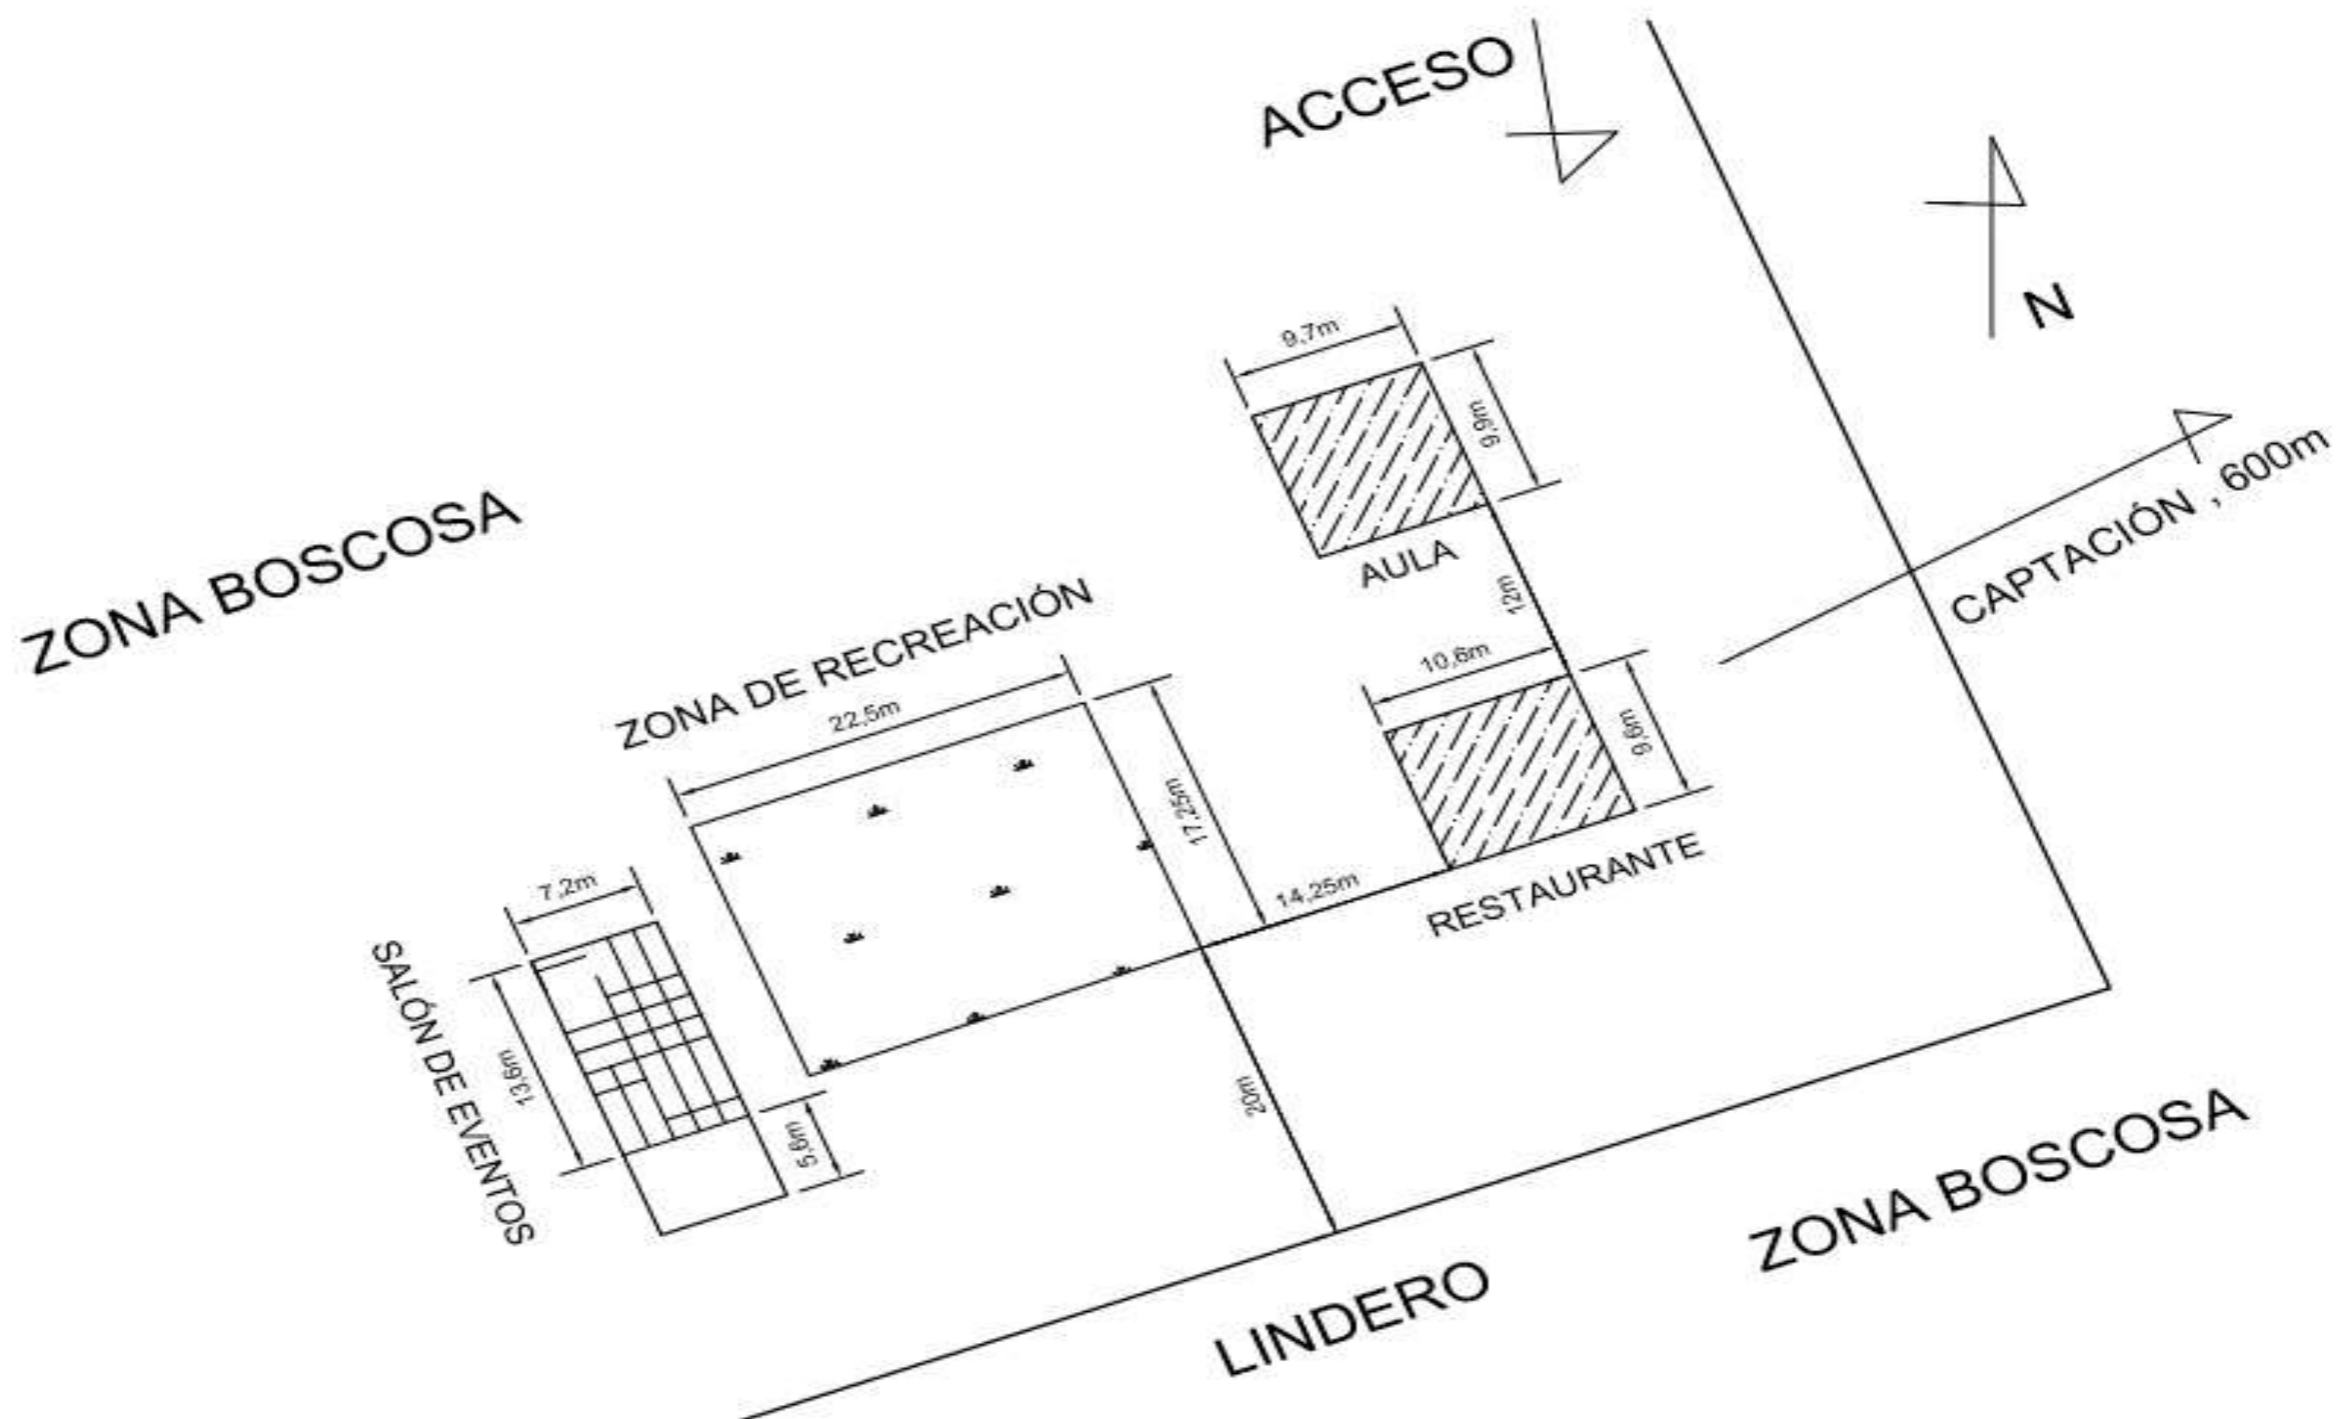 ACCESO
N
9,7m
9,9m
AULA
CAPTACIÓN , 600m
ZONA BOSCOSA
ZONA DE RECREACIÓN
22,5m
17,25m
12m
10,6m
9,6m
14,25m
RESTAURANTE
7,2m
SALÓN DE EVENTOS
13,6m
5,6m
20m
LINDERO
ZONA BOSCOSA